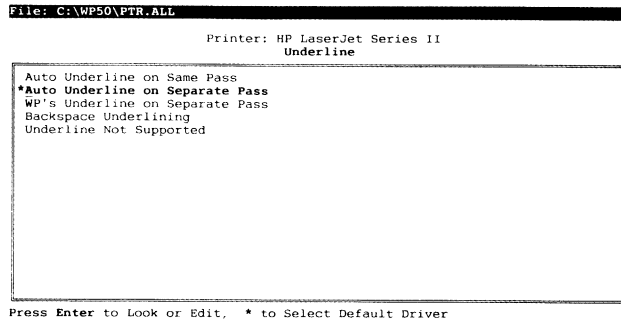 File: C:\WP50\PTR.ALL
Printer: HP LaserJet Series II
Underline
Auto Underline on Same Pass
*Auto Underline on Separate Pass
WP's Underline on Separate Pass
Backspace Underlining
Underline Not Supported
Press Enter to Look or Edit, * to Select Default Driver